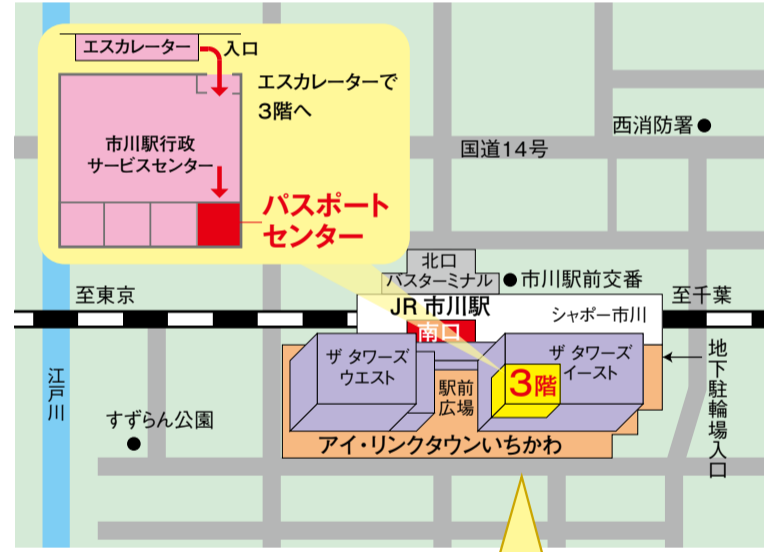 エスカレーター
入口
エスカレーターで
3階へ
市川駅行政
サービスセンター
パスポート
センター
西消防署
国道14号
北口
バスターミナル
市川駅前交番
至東京
JR 市川駅
シャポー市川
至千葉
南口
ザ タワーズ
ウエスト
ザ タワーズ
イースト
3階
駅前
広場
地下駐輪場入口
江戸川
すずらん公園
アイ・リンクタウンいちかわ